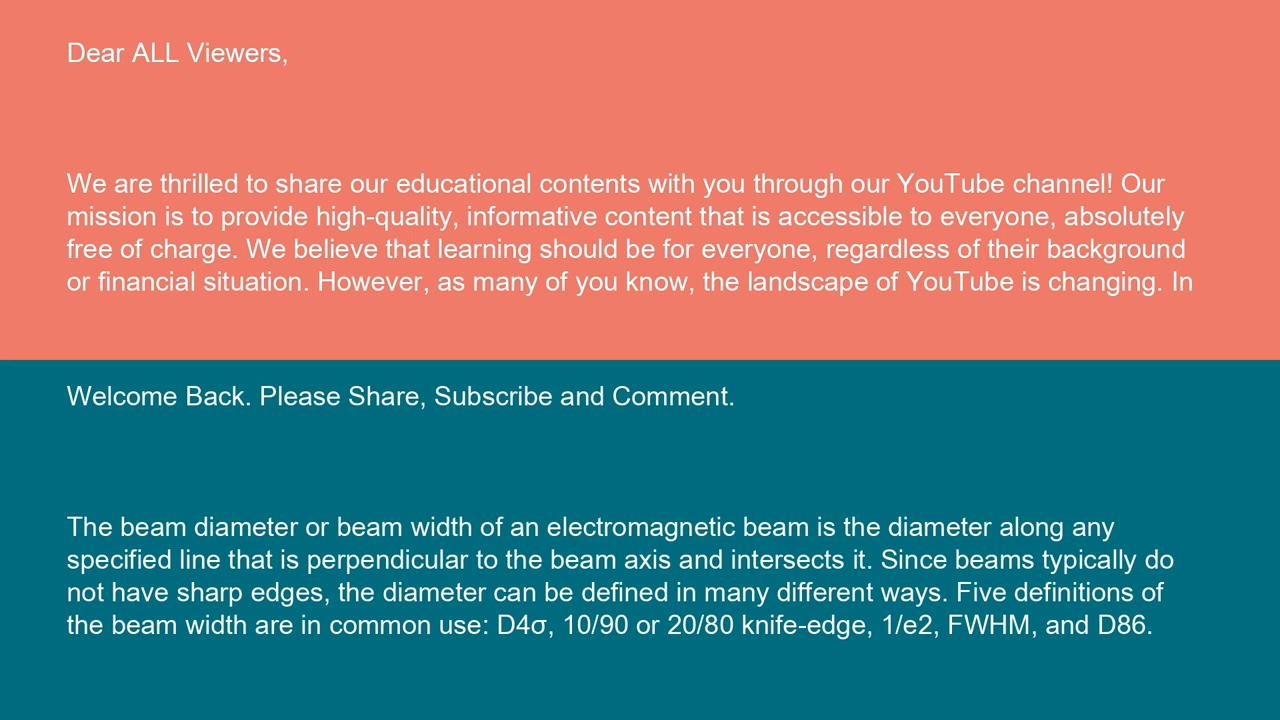 Dear ALL Viewers,
We are thrilled to share our educational contents with you through our YouTube channel! Our
mission is to provide high-quality, informative content that is accessible to everyone, absolutely
free of charge. We believe that learning should be for everyone, regardless of their background
or financial situation. However, as many of you know, the landscape of YouTube is changing. In
Welcome Back. Please Share, Subscribe and Comment.
The beam diameter or beam width of an electromagnetic beam is the diameter along any
specified line that is perpendicular to the beam axis and intersects it. Since beams typically do
not have sharp edges, the diameter can be defined in many different ways. Five definitions of
the beam width are in common use: D4σ, 10/90 or 20/80 knife-edge, 1/e2, FWHM, and D86.